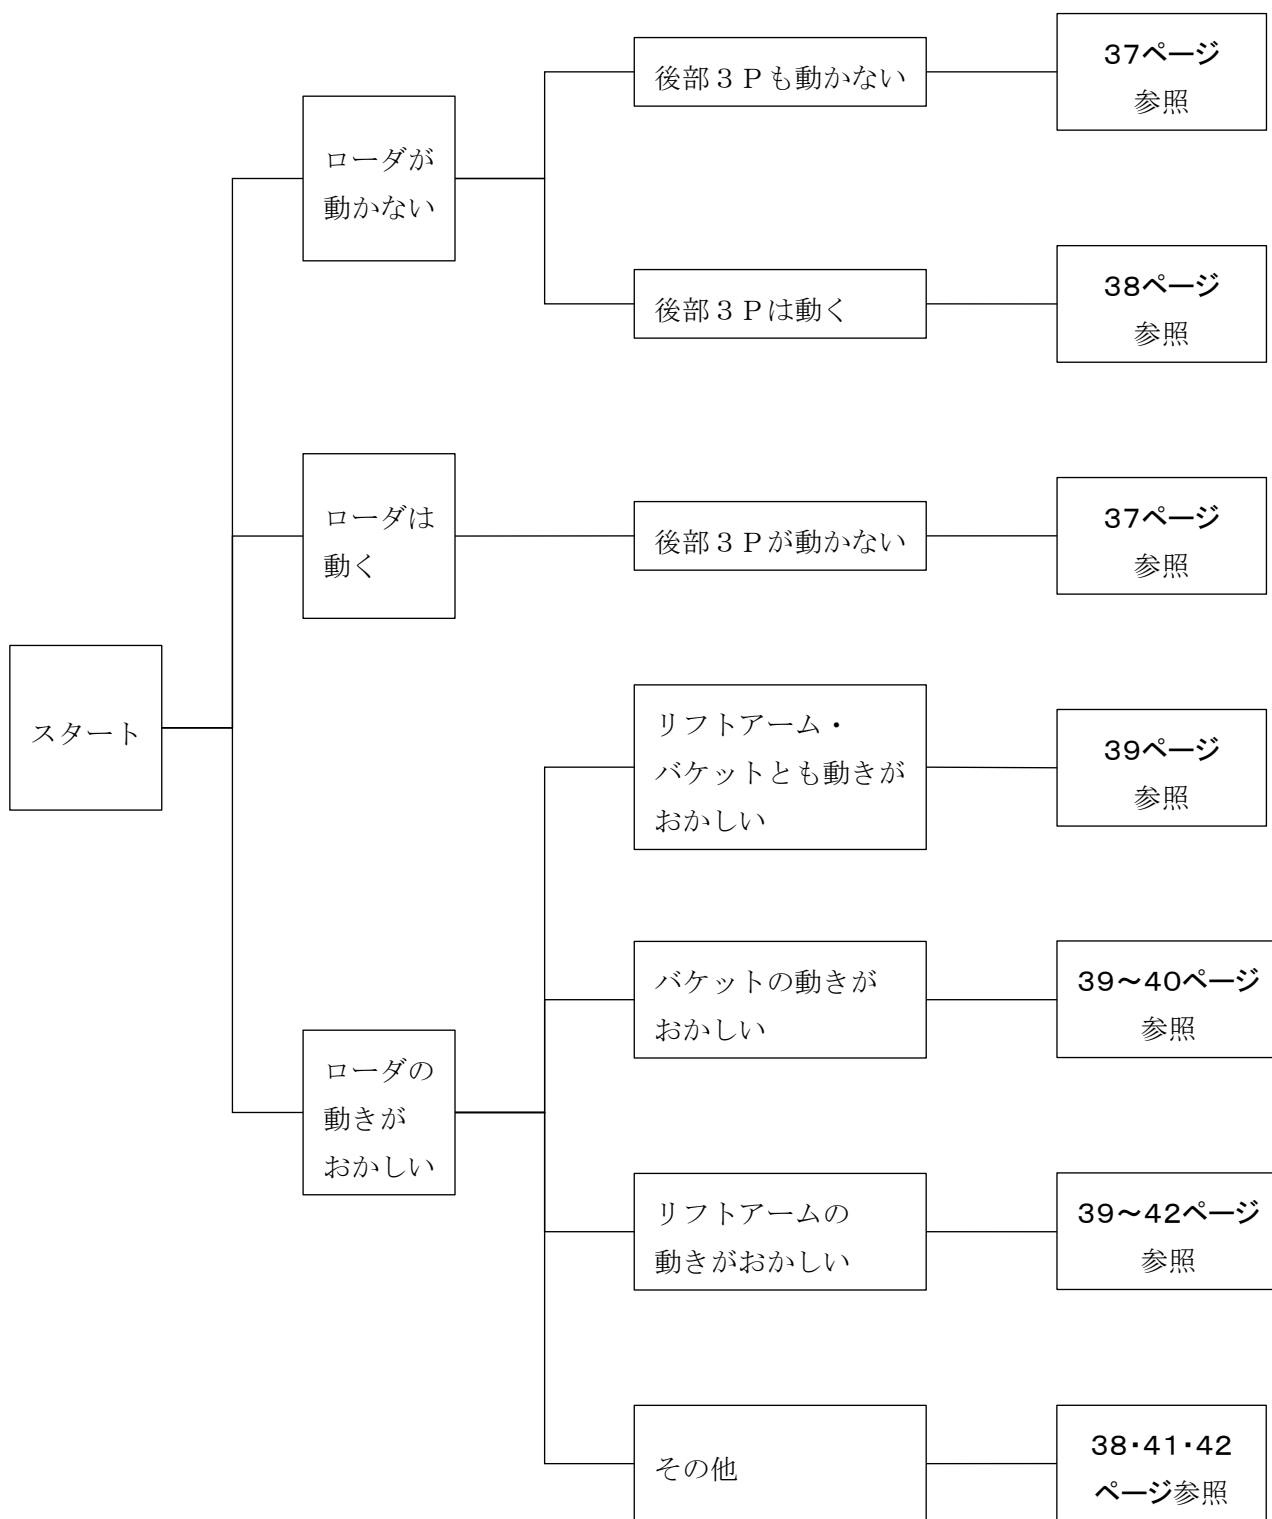 スタート
ローダが
動かない
後部３Ｐも動かない
37ページ
参照
後部３Ｐは動く
38ページ
参照
ローダは
動く
後部３Ｐが動かない
37ページ
参照
ローダの
動きが
おかしい
リフトアーム・
バケットとも動きが
おかしい
39ページ
参照
バケットの動きが
おかしい
39～40ページ
参照
リフトアームの
動きがおかしい
39～42ページ
参照
その他
38・41・42
ページ参照